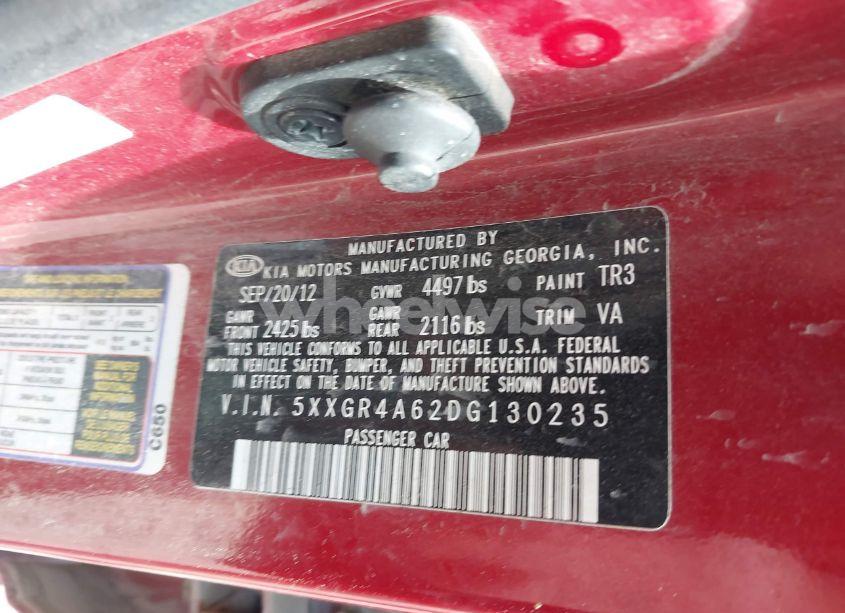 MANUFACTURED BY
KIA KIA MOTORS MANUFACTURING GEORGIA, INC.
SEP/20/12 GVWR 4497 lbs PAINT TR3
GAWR FRONT 2425 lbs GAWR REAR 2116 lbs TRIM VA
THIS VEHICLE CONFORMS TO ALL APPLICABLE U.S.A. FEDERAL
MOTOR VEHICLE SAFETY, BUMPER, AND THEFT PREVENTION STANDARDS
IN EFFECT ON THE DATE OF MANUFACTURE SHOWN ABOVE.
V.I.N. 5XXGR4A62DG130235
PASSENGER CAR
C650
wheelwise